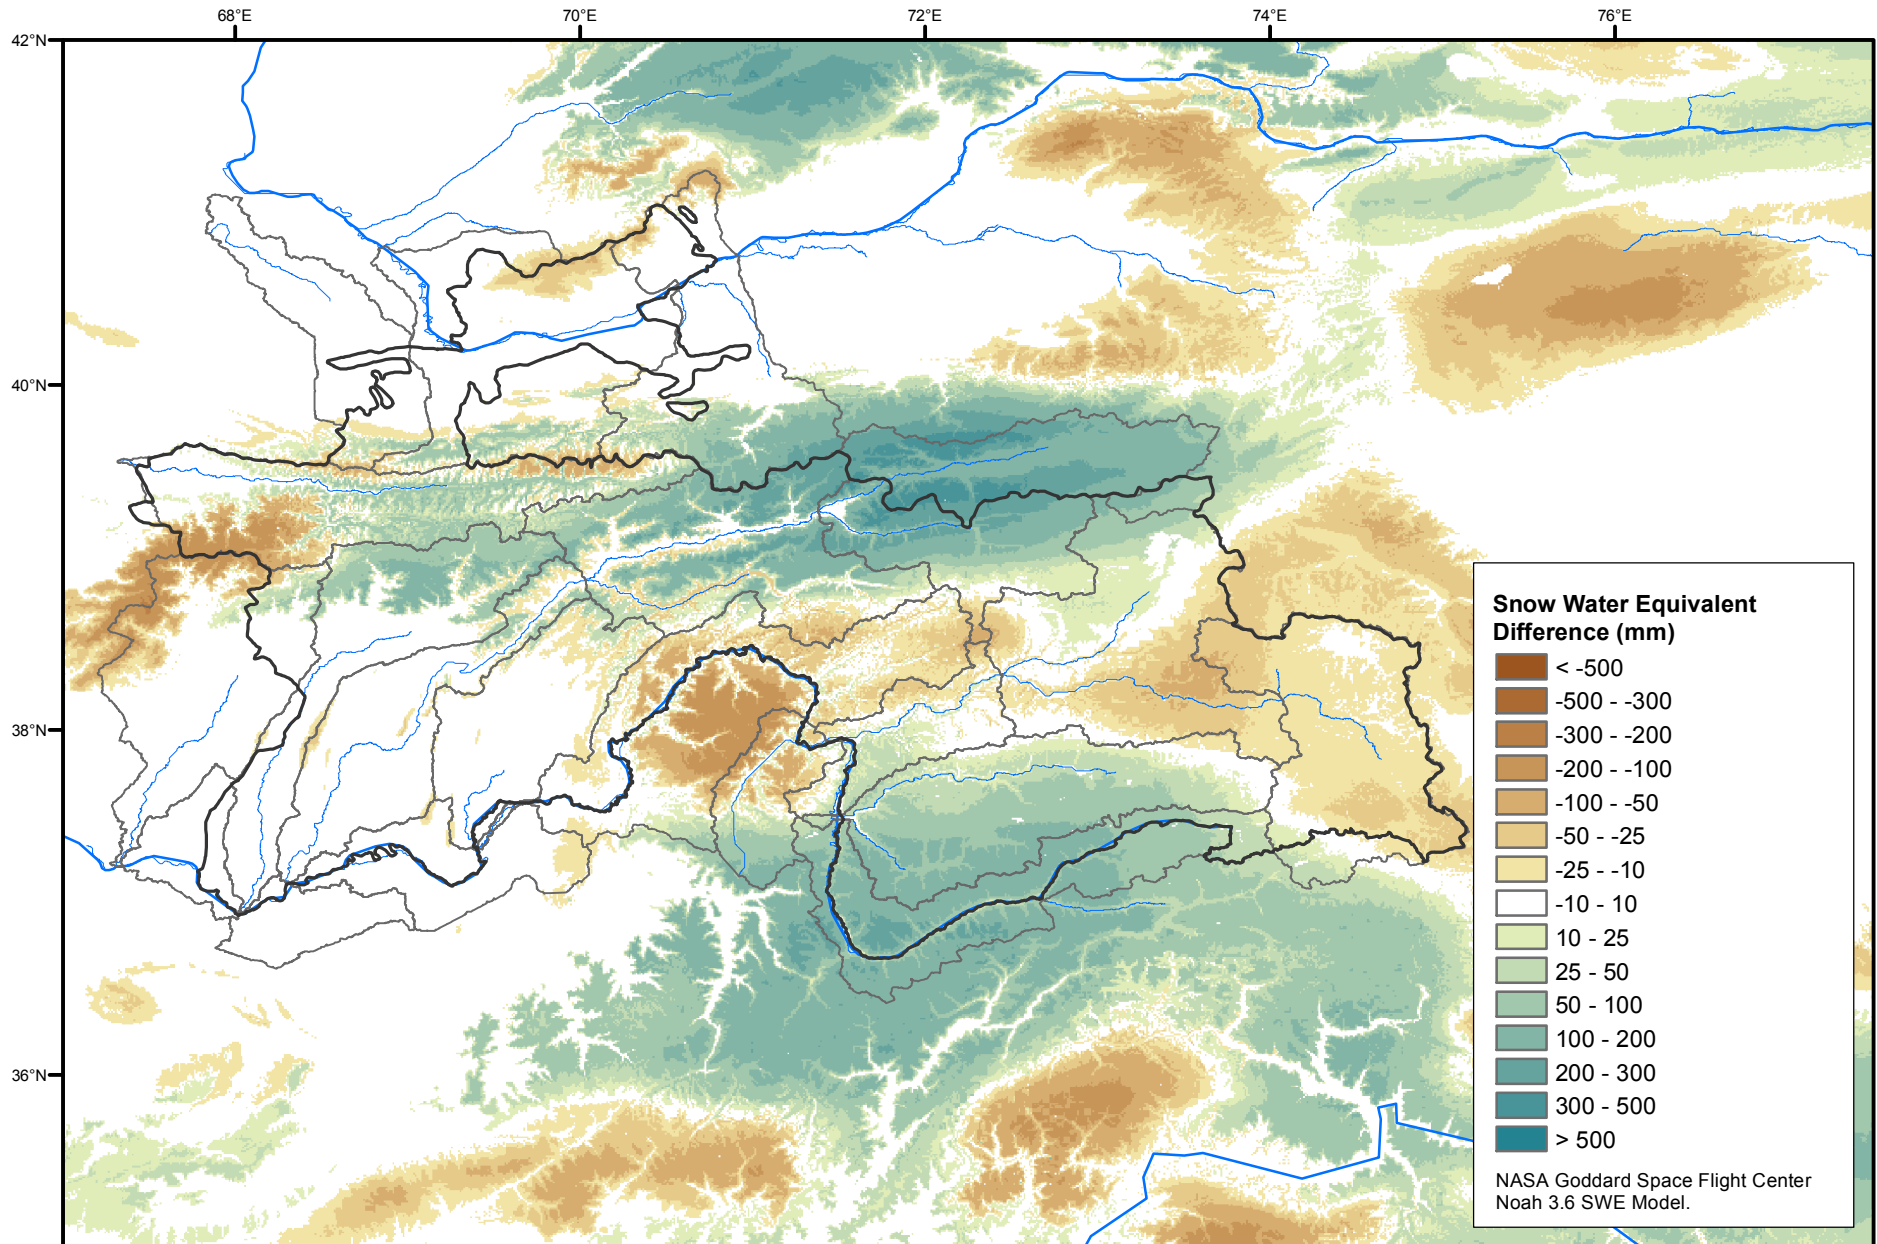 68°E 70°E 72°E 74°E 76°E
42°N
40°N
38°N
36°N
Snow Water Equivalent
Difference (mm)
< -500
-500 - -300
-300 - -200
-200 - -100
-100 - -50
-50 - -25
-25 - -10
-10 - 10
10 - 25
25 - 50
50 - 100
100 - 200
200 - 300
300 - 500
> 500
NASA Goddard Space Flight Center
Noah 3.6 SWE Model.